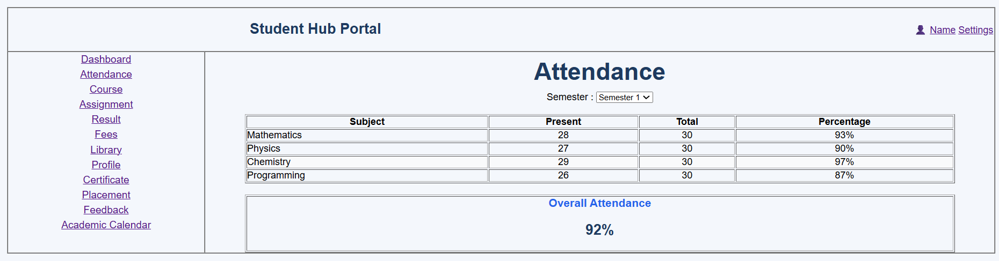 Student Hub Portal
Name Settings
Dashboard
Attendance
Course
Assignment
Result
Fees
Library
Profile
Certificate
Placement
Feedback
Academic Calendar
Attendance
Semester : Semester 1
Subject Present Total Percentage
Mathematics 28 30 93%
Physics 27 30 90%
Chemistry 29 30 97%
Programming 26 30 87%
Overall Attendance
92%